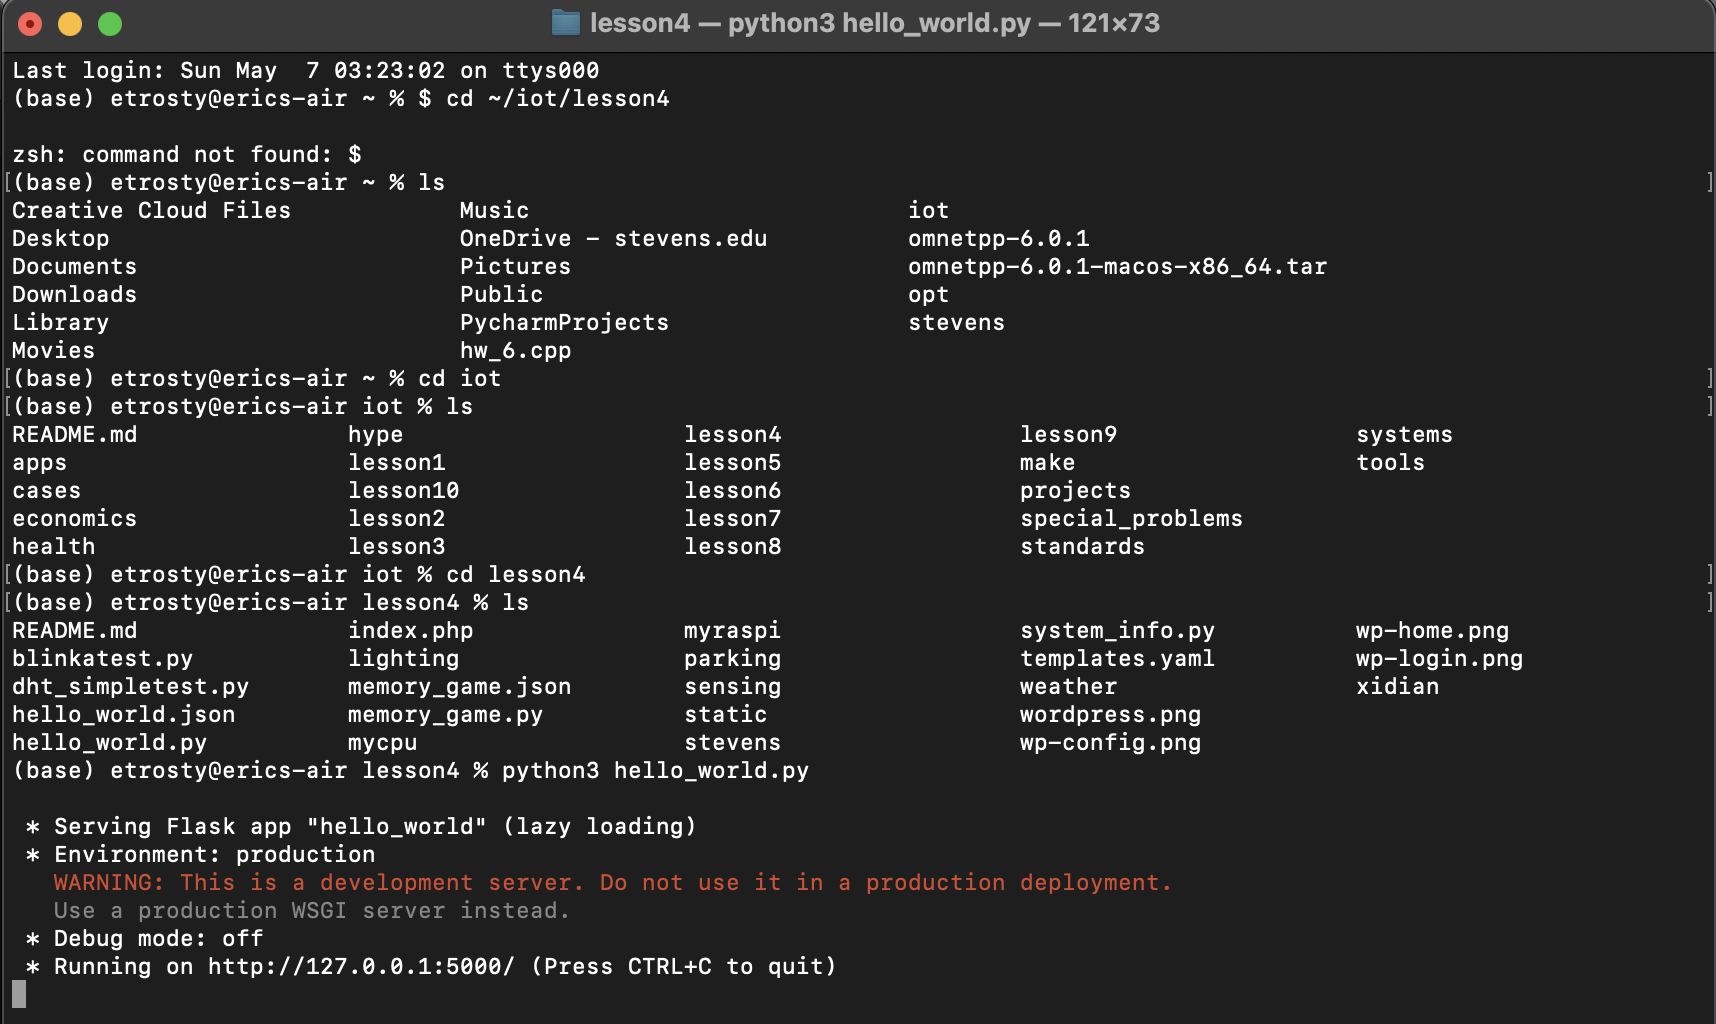 lesson4 — python3 hello_world.py — 121×73
Last login: Sun May  7 03:23:02 on ttys000
(base) etrosty@erics-air ~ % $ cd ~/iot/lesson4
zsh: command not found: $
[(base) etrosty@erics-air ~ % ls ]
Creative Cloud Files Music iot
Desktop OneDrive - stevens.edu omnetpp-6.0.1
Documents Pictures omnetpp-6.0.1-macos-x86_64.tar
Downloads Public opt
Library PycharmProjects stevens
Movies hw_6.cpp
[(base) etrosty@erics-air ~ % cd iot ]
[(base) etrosty@erics-air iot % ls ]
README.md hype lesson4 lesson9 systems
apps lesson1 lesson5 make tools
cases lesson10 lesson6 projects
economics lesson2 lesson7 special_problems
health lesson3 lesson8 standards
[(base) etrosty@erics-air iot % cd lesson4 ]
[(base) etrosty@erics-air lesson4 % ls ]
README.md index.php myraspi system_info.py wp-home.png
blinkatest.py lighting parking templates.yaml wp-login.png
dht_simpletest.py memory_game.json sensing weather xidian
hello_world.json memory_game.py static wordpress.png
hello_world.py mycpu stevens wp-config.png
(base) etrosty@erics-air lesson4 % python3 hello_world.py
* Serving Flask app "hello_world" (lazy loading)
* Environment: production
WARNING: This is a development server. Do not use it in a production deployment.
Use a production WSGI server instead.
* Debug mode: off
* Running on http://127.0.0.1:5000/ (Press CTRL+C to quit)